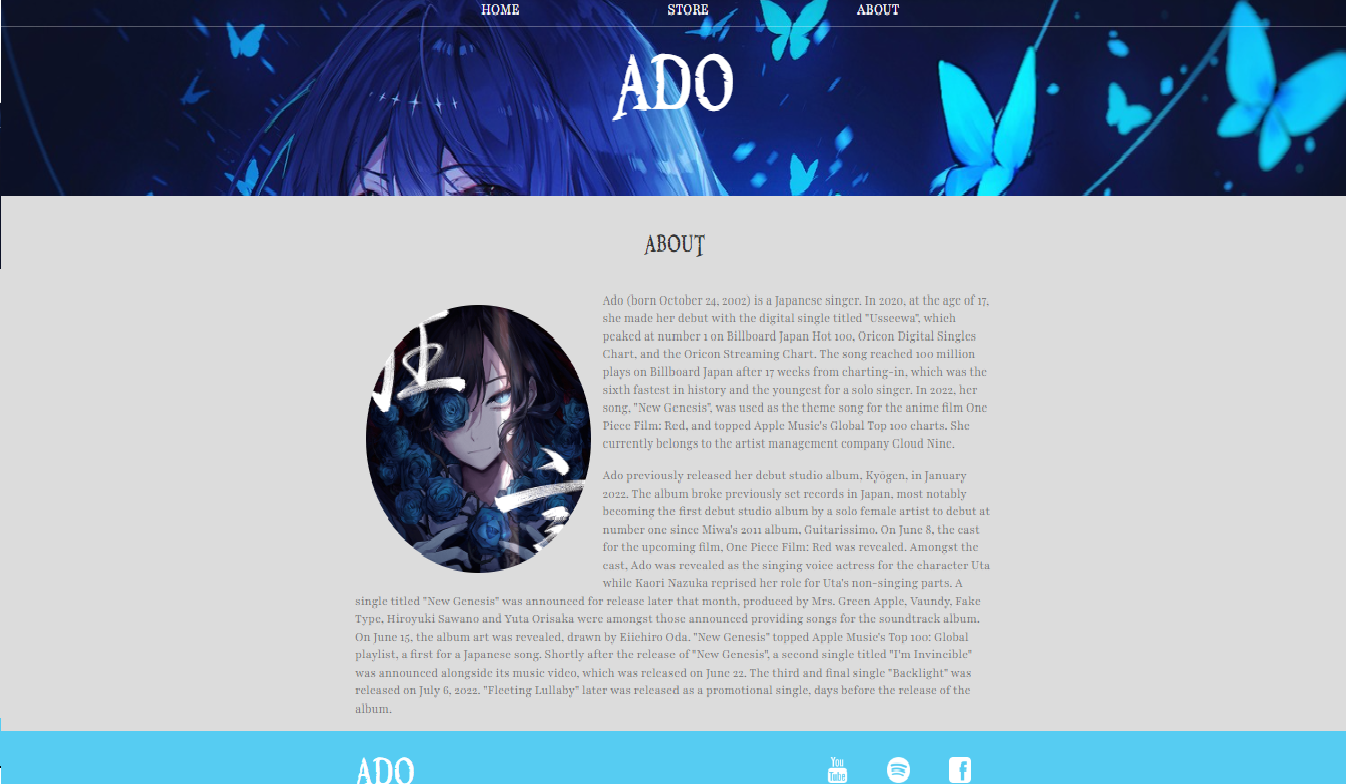 HOME STORE ABOUT
ADO
ABOUT
狂
言
Ado (born October 24, 2002) is a Japanese singer. In 2020, at the age of 17,
she made her debut with the digital single titled "Usseewa", which
peaked at number 1 on Billboard Japan Hot 100, Oricon Digital Singles
Chart, and the Oricon Streaming Chart. The song reached 100 million
plays on Billboard Japan after 17 weeks from charting-in, which was the
sixth fastest in history and the youngest for a solo singer. In 2022, her
song, "New Genesis", was used as the theme song for the anime film One
Piece Film: Red, and topped Apple Music's Global Top 100 charts. She
currently belongs to the artist management company Cloud Nine.
Ado previously released her debut studio album, Kyōgen, in January
2022. The album broke previously set records in Japan, most notably
becoming the first debut studio album by a solo female artist to debut at
number one since Miwa's 2011 album, Guitarissimo. On June 8, the cast
for the upcoming film, One Piece Film: Red was revealed. Amongst the
cast, Ado was revealed as the singing voice actress for the character Uta
while Kaori Nazuka reprised her role for Uta's non-singing parts. A
single titled "New Genesis" was announced for release later that month, produced by Mrs. Green Apple, Vaundy, Fake
Type, Hiroyuki Sawano and Yuta Orisaka were amongst those announced providing songs for the soundtrack album.
On June 15, the album art was revealed, drawn by Eiichiro Oda. "New Genesis" topped Apple Music's Top 100: Global
playlist, a first for a Japanese song. Shortly after the release of "New Genesis", a second single titled "I'm Invincible"
was announced alongside its music video, which was released on June 22. The third and final single "Backlight" was
released on July 6, 2022. "Fleeting Lullaby" later was released as a promotional single, days before the release of the
album.
ADO
You
Tube